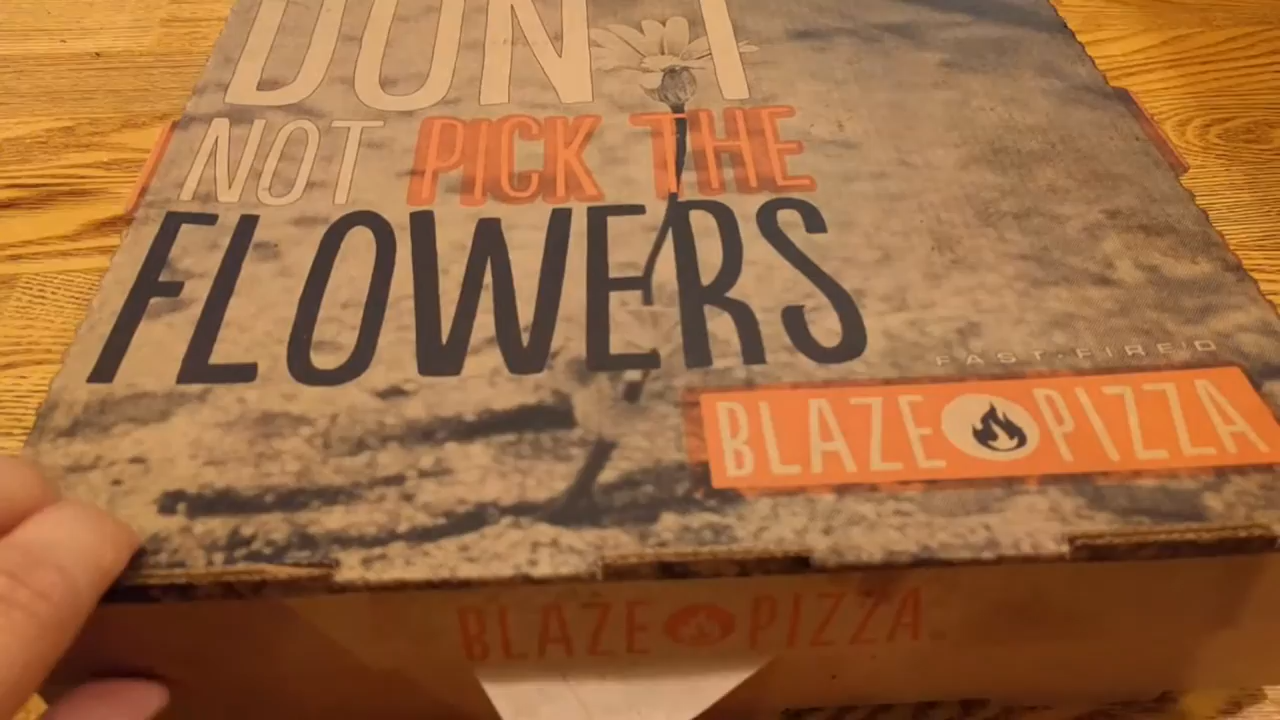 DON'T
NOT PICK THE
FLOWERS
FAST-FIRE'D
BLAZE PIZZA
BLAZE PIZZA